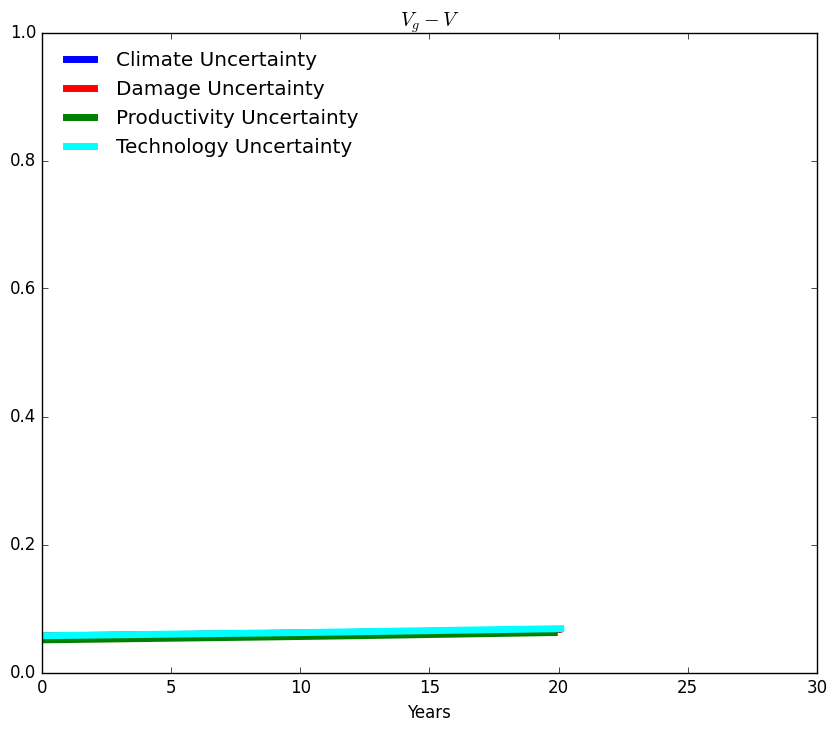 V_g − V
1.0
Climate Uncertainty
Damage Uncertainty
Productivity Uncertainty
Technology Uncertainty
0.8
0.6
0.4
0.2
0.0
0 5 10 15 20 25 30
Years